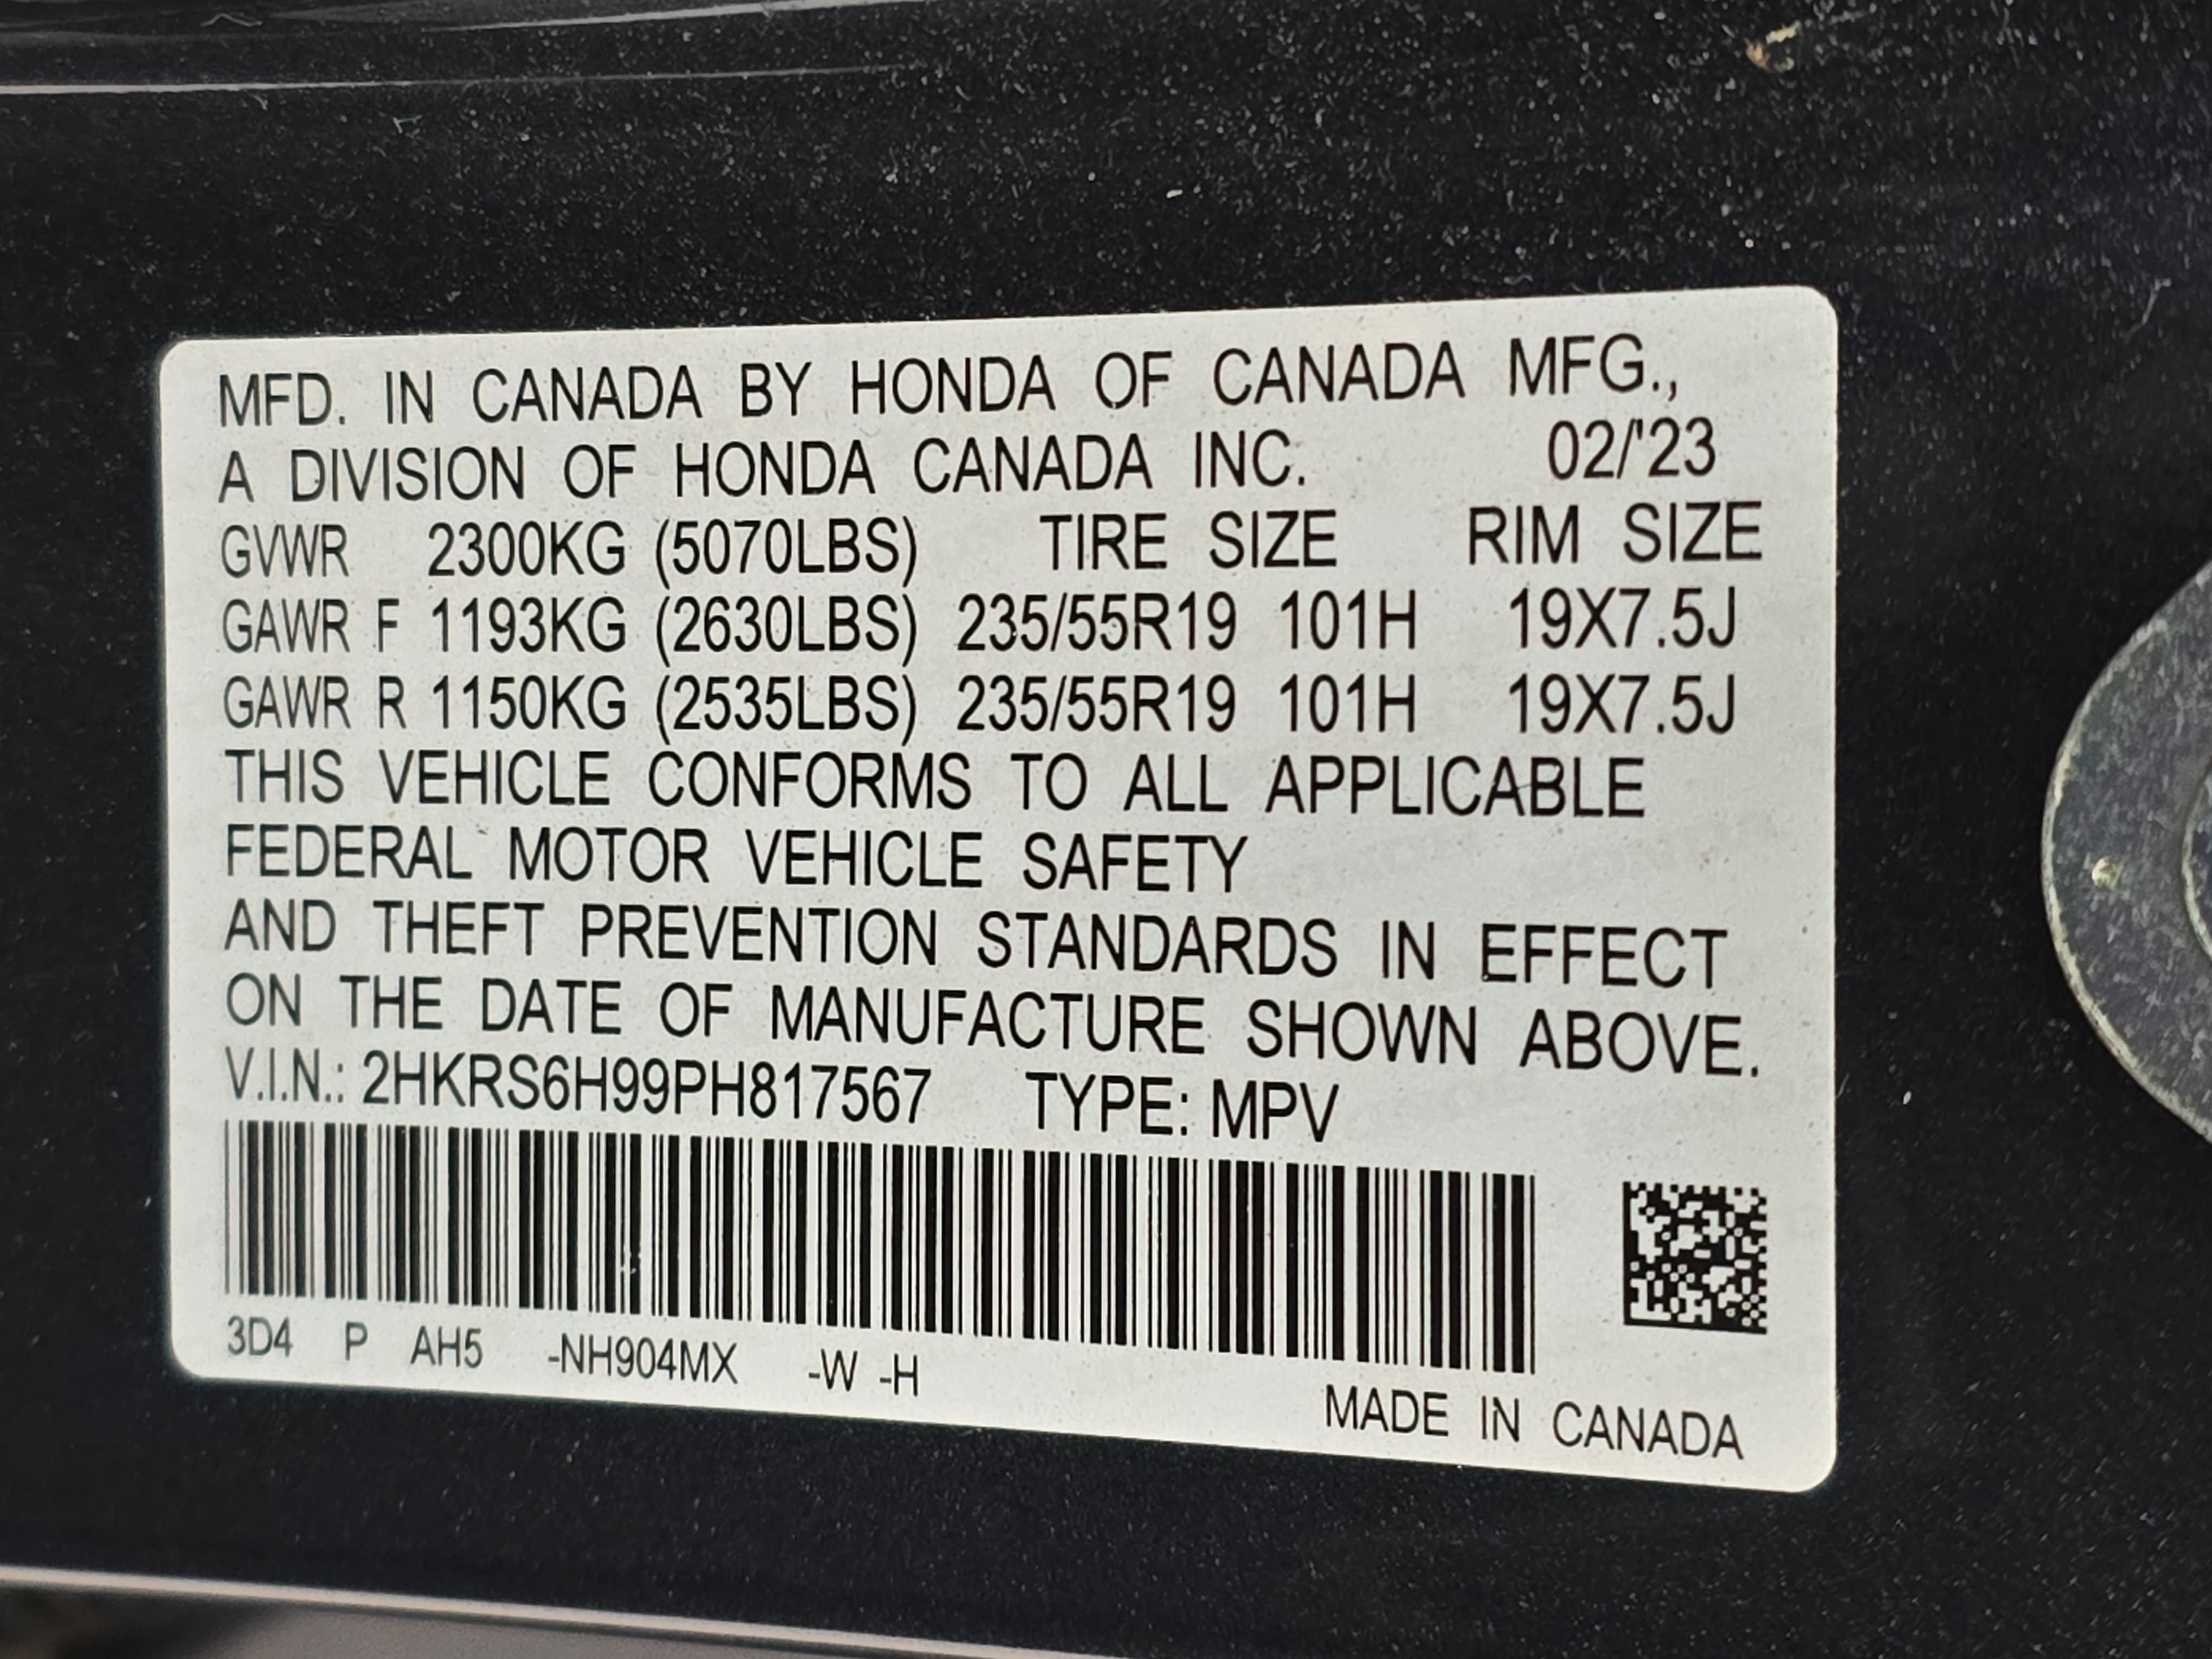 MFD. IN CANADA BY HONDA OF CANADA MFG.,
A DIVISION OF HONDA CANADA INC. 02/'23
GVWR 2300KG (5070LBS) TIRE SIZE RIM SIZE
GAWR F 1193KG (2630LBS) 235/55R19 101H 19X7.5J
GAWR R 1150KG (2535LBS) 235/55R19 101H 19X7.5J
THIS VEHICLE CONFORMS TO ALL APPLICABLE
FEDERAL MOTOR VEHICLE SAFETY
AND THEFT PREVENTION STANDARDS IN EFFECT
ON THE DATE OF MANUFACTURE SHOWN ABOVE.
V.I.N.: 2HKRS6H99PH817567 TYPE: MPV
3D4 P AH5 -NH904MX -W -H
MADE IN CANADA